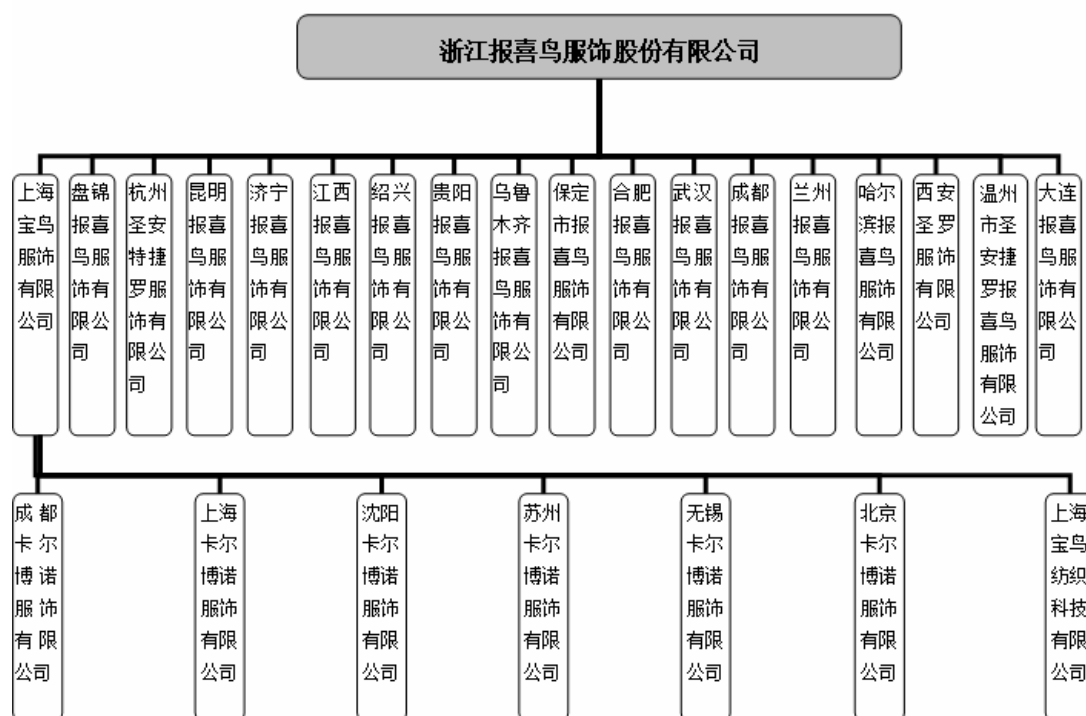 浙江报喜鸟服饰股份有限公司
上海
宝鸟
服饰
有限
公司
盘锦
报喜
鸟服
饰有
限公
司
杭州
圣安
特捷
罗服
饰有
限公
司
昆明
报喜
鸟服
饰有
限公
司
济宁
报喜
鸟服
饰有
限公
司
江西
报喜
鸟服
饰有
限公
司
绍兴
报喜
鸟服
饰有
限公
司
贵阳
报喜
鸟服
饰有
限公
司
乌鲁
木齐
报喜
鸟服
饰有
限公
司
保定
市报
喜鸟
服饰
有限
公司
合肥
报喜
鸟服
饰有
限公
司
武汉
报喜
鸟服
饰有
限公
司
成都
报喜
鸟服
饰有
限公
司
兰州
报喜
鸟服
饰有
限公
司
哈尔
滨报
喜鸟
服饰
有限
公司
西安
圣罗
服饰
有限
公司
温州
市圣
安捷
罗报
喜鸟
服饰
有限
公司
大连
报喜
鸟服
饰有
限公
司
成都
卡尔
博诺
服饰
有限
公司
上海
卡尔
博诺
服饰
有限
公司
沈阳
卡尔
博诺
服饰
有限
公司
苏州
卡尔
博诺
服饰
有限
公司
无锡
卡尔
博诺
服饰
有限
公司
北京
卡尔
博诺
服饰
有限
公司
上海
宝鸟
纺织
科技
有限
公司